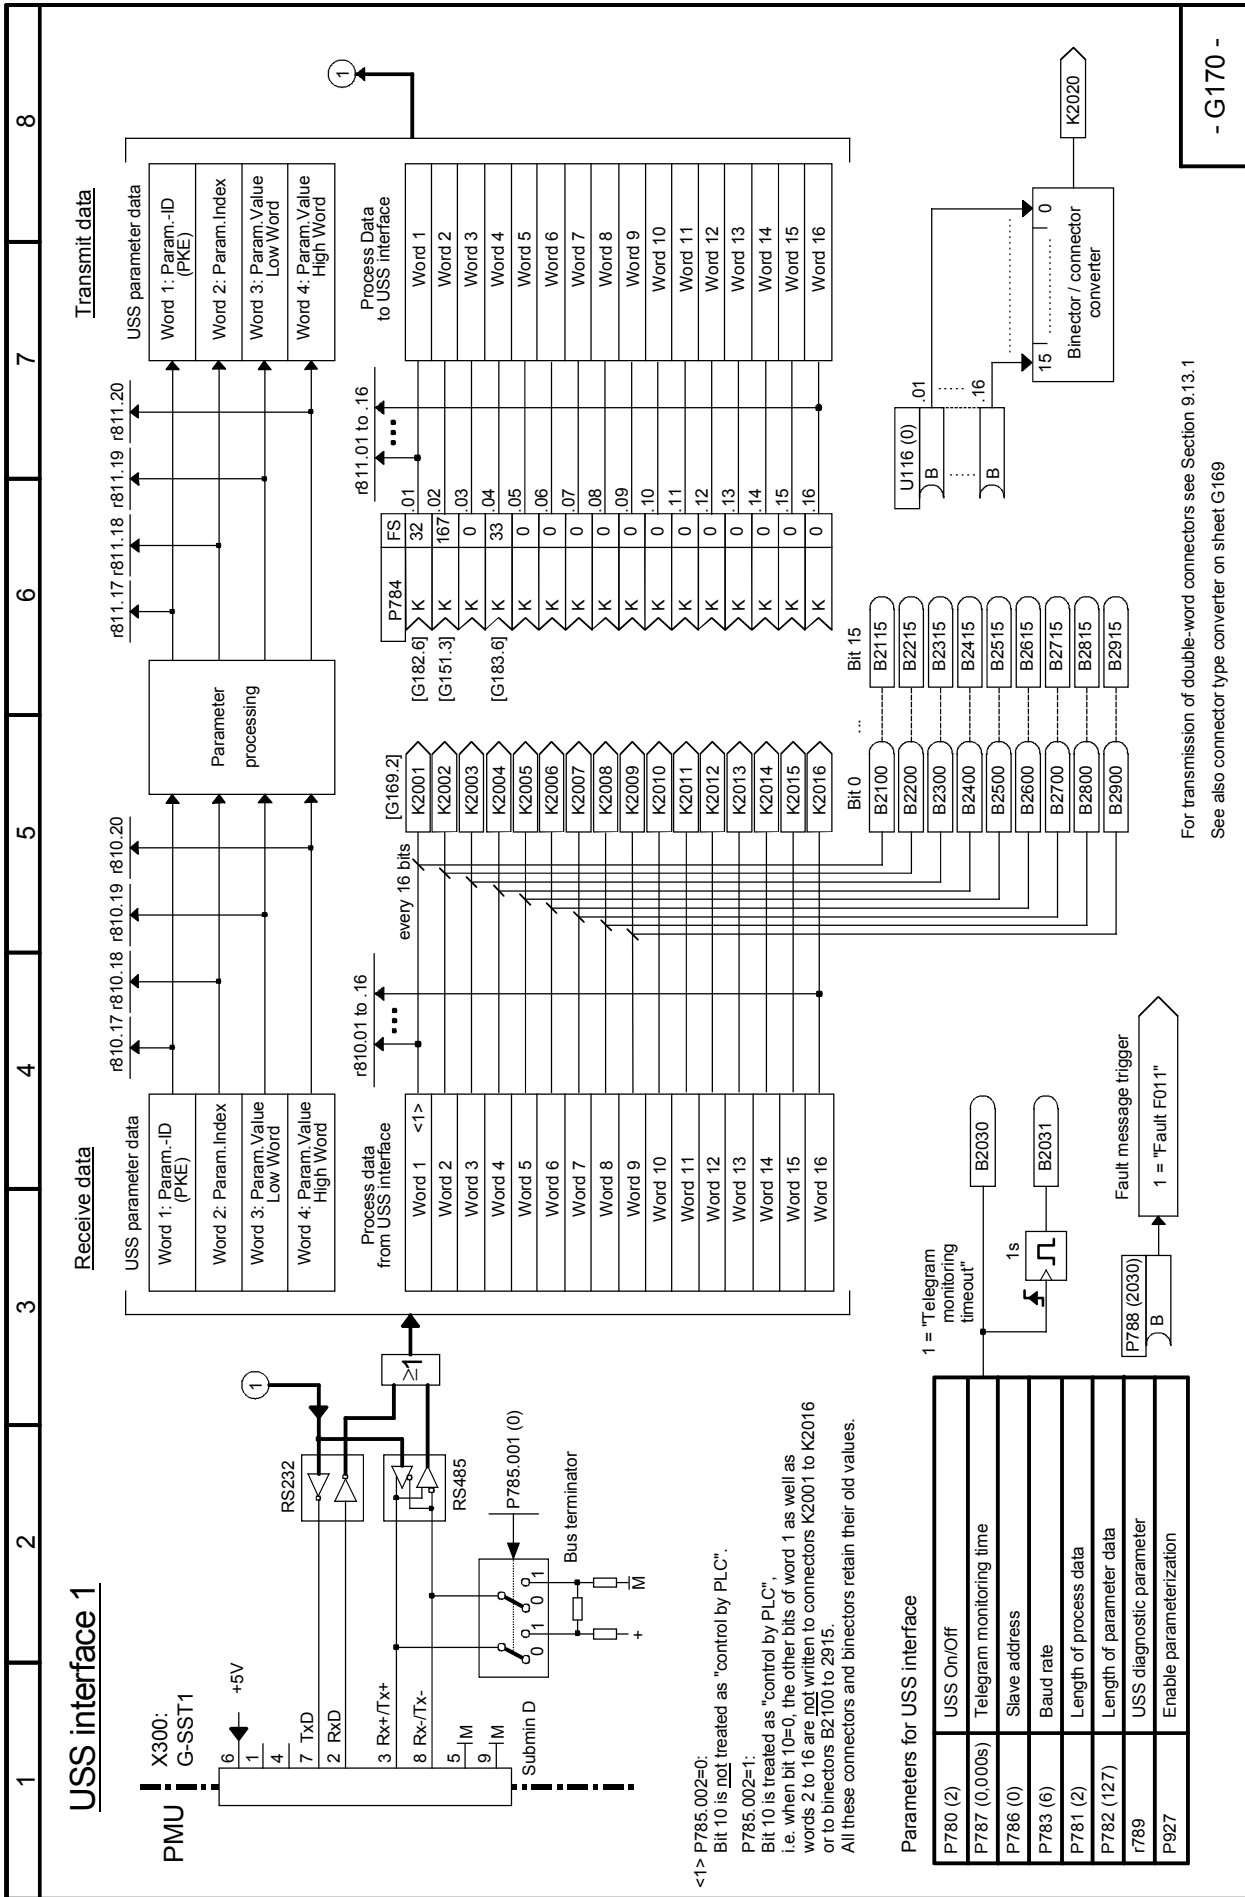 1 2 3 4 5 6 7 8
USS interface 1
PMU
X300:
G-SST1
6
+5V
1
4
7 TxD
2 RxD
3 Rx+/Tx+
8 Rx-/Tx-
5 M
9 M
Submin D
RS232
RS485
1
≥1
P785.001 (0)
0 1 0 1
Bus terminator
+ M
<1> P785.002=0:
Bit 10 is not treated as "control by PLC".
P785.002=1:
Bit 10 is treated as "control by PLC",
i.e. when bit 10=0, the other bits of word 1 as well as
words 2 to 16 are not written to connectors K2001 to K2016
or to binectors B2100 to 2915.
All these connectors and binectors retain their old values.
Parameters for USS interface
P780 (2) USS On/Off
P787 (0,000s) Telegram monitoring time
P786 (0) Slave address
P783 (6) Baud rate
P781 (2) Length of process data
P782 (127) Length of parameter data
r789 USS diagnostic parameter
P927 Enable parameterization
1 = "Telegram
monitoring
timeout"
B2030
1s
B2031
P788 (2030)
B
Fault message trigger
1 = "Fault F011"
Receive data
USS parameter data
Word 1: Param.-ID
(PKE)
Word 2: Param.Index
Word 3: Param.Value
Low Word
Word 4: Param.Value
High Word
r810.17 r810.18 r810.19 r810.20
Parameter
processing
r811.17 r811.18 r811.19 r811.20
Transmit data
USS parameter data
Word 1: Param.-ID
(PKE)
Word 2: Param.Index
Word 3: Param.Value
Low Word
Word 4: Param.Value
High Word
1
Process data
from USS interface
Word 1 <1>
Word 2
Word 3
Word 4
Word 5
Word 6
Word 7
Word 8
Word 9
Word 10
Word 11
Word 12
Word 13
Word 14
Word 15
Word 16
r810.01 to .16
every 16 bits
[G169.2]
K2001
K2002
K2003
K2004
K2005
K2006
K2007
K2008
K2009
K2010
K2011
K2012
K2013
K2014
K2015
K2016
Bit 0 ... Bit 15
B2100 B2115
B2200 B2215
B2300 B2315
B2400 B2415
B2500 B2515
B2600 B2615
B2700 B2715
B2800 B2815
B2900 B2915
P784 FS
[G182.6] K 32 .01
[G151.3] K 167 .02
K 0 .03
[G183.6] K 33 .04
K 0 .05
K 0 .06
K 0 .07
K 0 .08
K 0 .09
K 0 .10
K 0 .11
K 0 .12
K 0 .13
K 0 .14
K 0 .15
K 0 .16
r811.01 to .16
Process Data
to USS interface
Word 1
Word 2
Word 3
Word 4
Word 5
Word 6
Word 7
Word 8
Word 9
Word 10
Word 11
Word 12
Word 13
Word 14
Word 15
Word 16
U116 (0)
B .01
B .16
15 0
Binector / connector
converter
K2020
For transmission of double-word connectors see Section 9.13.1
See also connector type converter on sheet G169
- G170 -